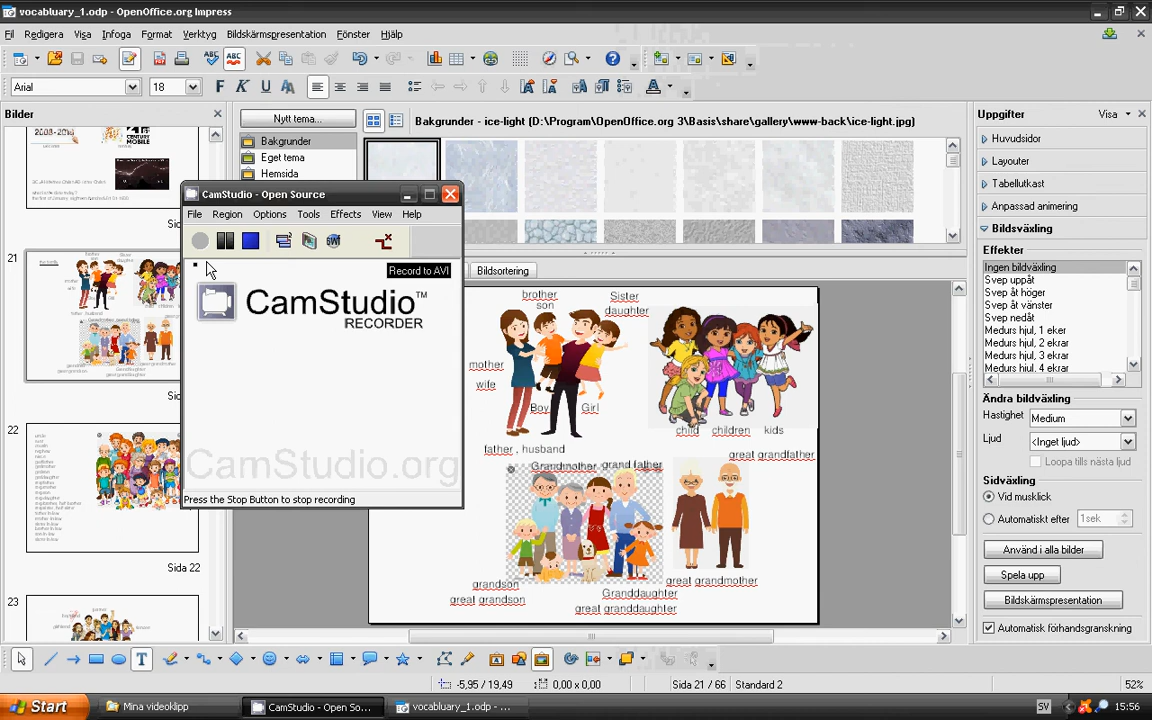 vocabluary_1.odp - OpenOffice.org Impress
Fil Redigera Visa Infoga Format Verktyg Bildskärmspresentation Fönster Hjälp
Arial 18
Bilder
Nytt tema...
Bakgrunder - ice-light (D:\Program\OpenOffice.org 3\Basis\share\gallery\www-back\ice-light.jpg)
Bakgrunder
Eget tema
Hemsida
2008-2010
CENTURY
MOBILE
Sid
21
Sid
22
Sida 22
23
CamStudio - Open Source
File Region Options Tools Effects View Help
Record to AVI
CamStudio™
RECORDER
CamStudio.org
Press the Stop Button to stop recording
Bildsortering
brother
son
Sister
daughter
mother
wife
Boy
Girl
father , husband
child children kids
great grandfather
Grandmother grand father
grandson
great grandson
great grandmother
Granddaughter
great granddaughter
Uppgifter
Visa
Huvudsidor
Layouter
Tabellutkast
Anpassad animering
Bildsväxling
Effekter
Ingen bildväxling
Svep uppåt
Svep åt höger
Svep åt vänster
Svep nedåt
Medurs hjul, 1 eker
Medurs hjul, 2 ekrar
Medurs hjul, 3 ekrar
Medurs hjul, 4 ekrar
Ändra bildväxling
Hastighet Medium
Ljud <Inget ljud>
Loopa tills nästa ljud
Sidväxling
Vid musklick
Automatiskt efter 1sek
Använd i alla bilder
Spela upp
Bildskärmspresentation
Automatisk förhandsgranskning
-5,95 / 19,49 0,00 x 0,00 Sida 21 / 66 Standard 2 52%
Start Mina videoklipp CamStudio - Open So... vocabluary_1.odp - ... SV 15:56